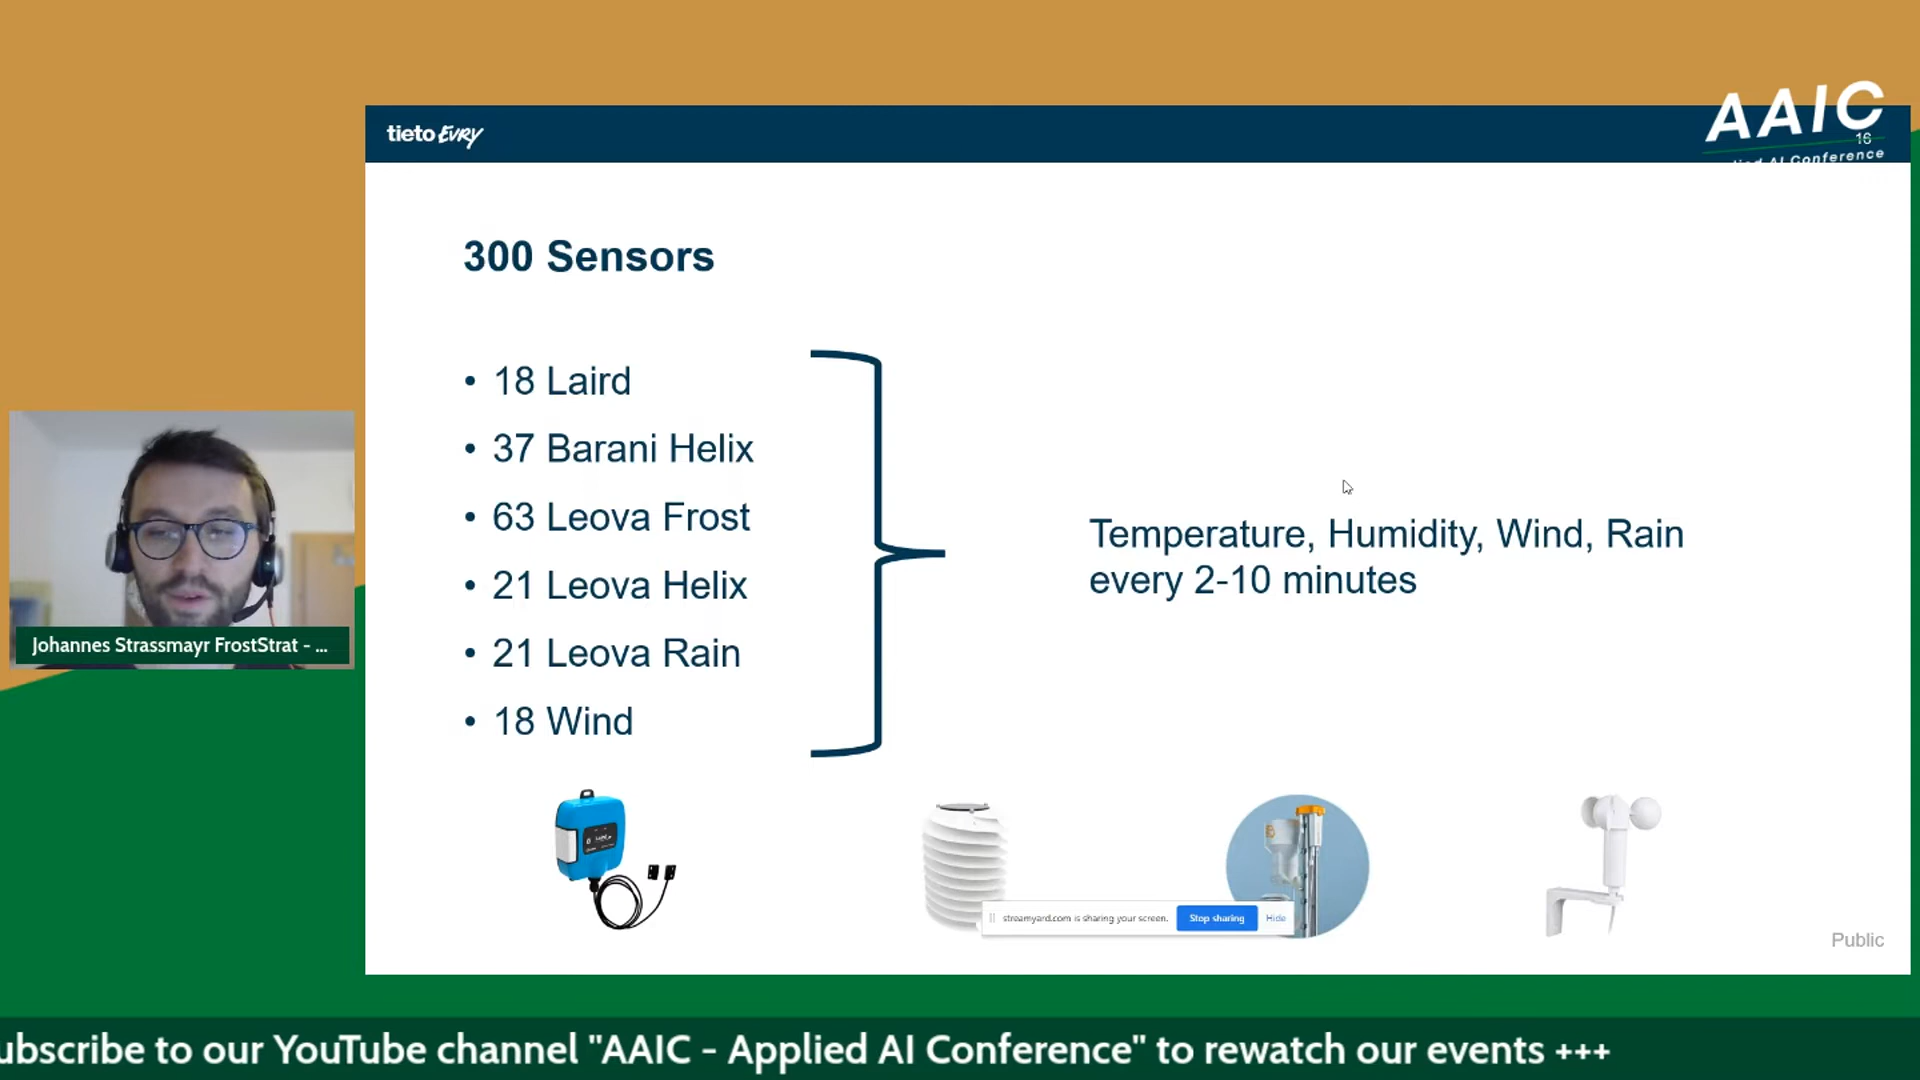 tieto EVRY
AAIC
16
Conference
300 Sensors
• 18 Laird
• 37 Barani Helix
• 63 Leova Frost
• 21 Leova Helix
• 21 Leova Rain
• 18 Wind
Temperature, Humidity, Wind, Rain
every 2-10 minutes
Johannes Strassmayr FrostStrat - ...
streamyard.com is sharing your screen.
Stop sharing
Hide
Public
ubscribe to our YouTube channel "AAIC - Applied AI Conference" to rewatch our events +++